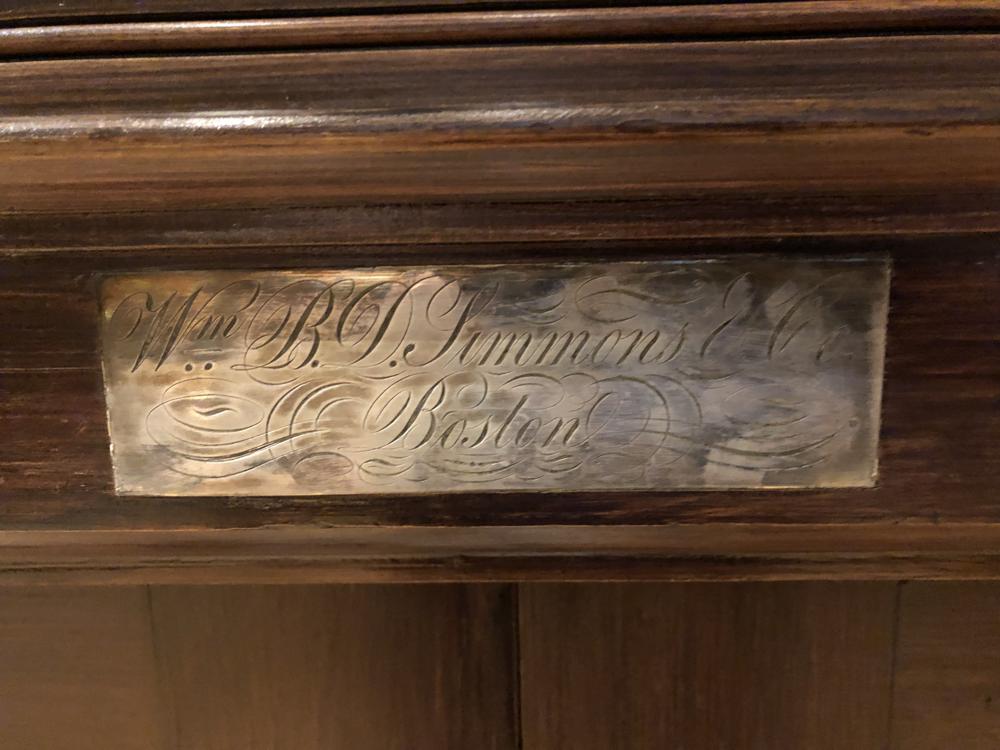 Wm. B. D. Simmons & Co.
Boston